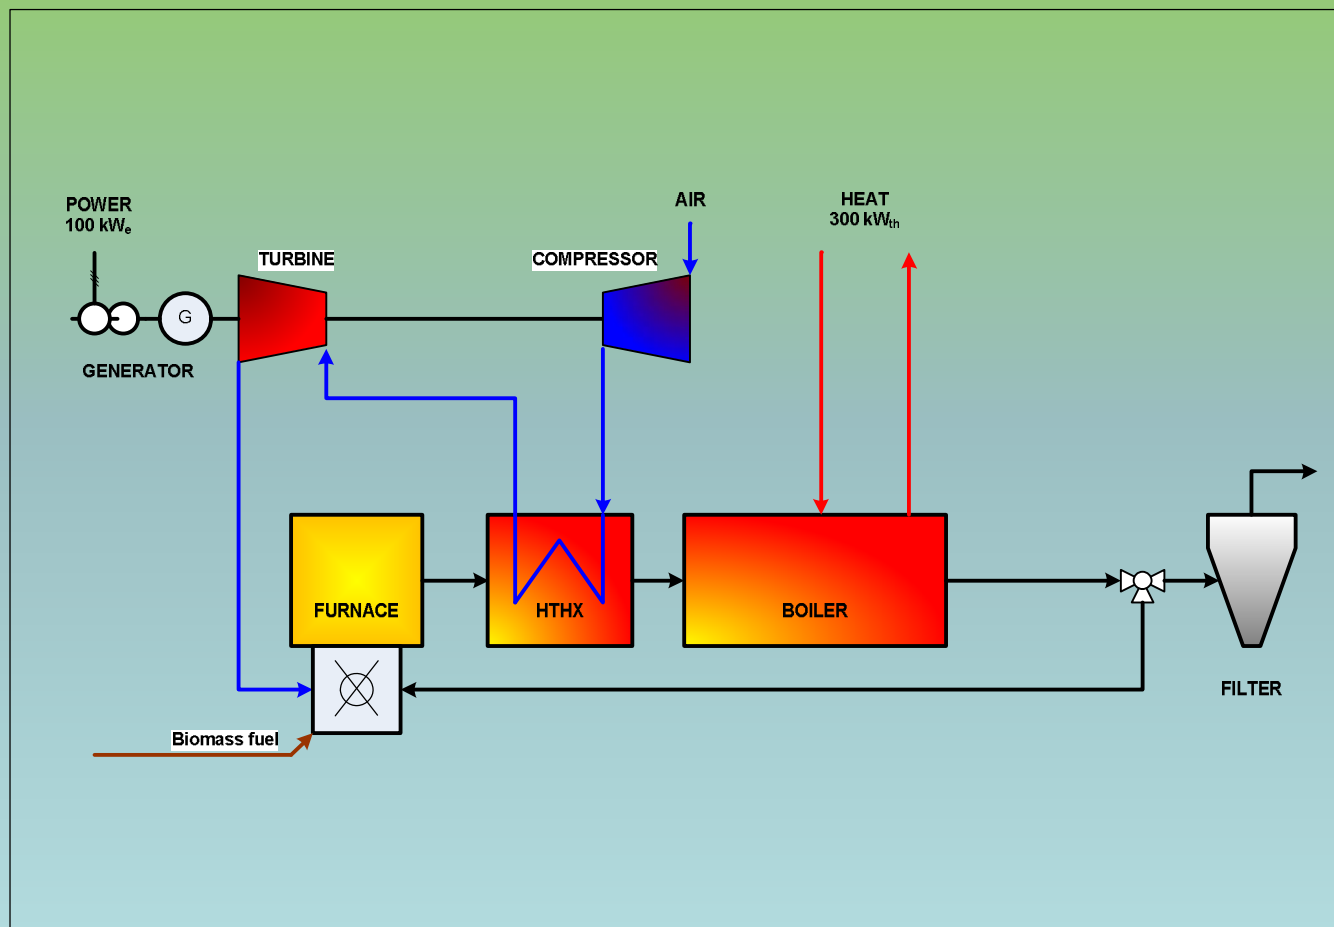 AIR
HEAT
300 kWth
POWER
100 kWe
TURBINE
COMPRESSOR
G
GENERATOR
FURNACE
HTHX
BOILER
FILTER
Biomass fuel